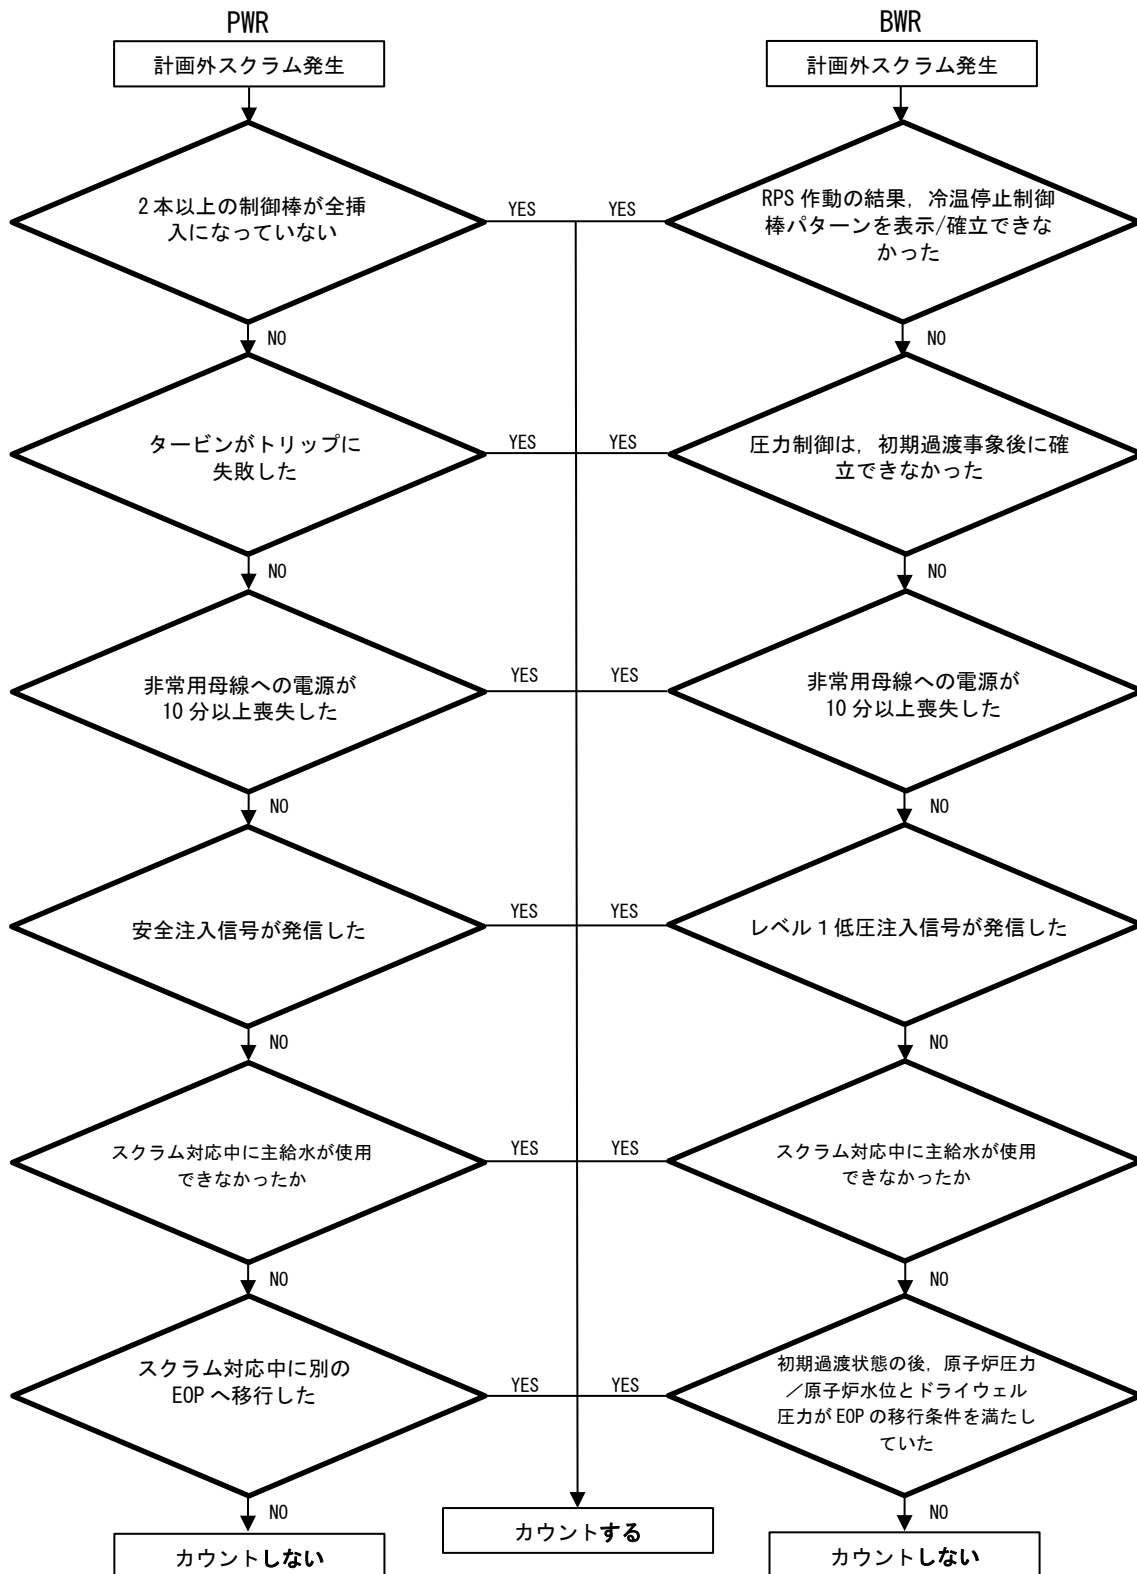 PWR
BWR
計画外スクラム発生
計画外スクラム発生
2本以上の制御棒が全挿
入になっていない
YES
YES
RPS作動の結果，冷温停止制御
棒パターンを表示/確立できな
かった
NO
NO
タービンがトリップに
失敗した
YES
YES
圧力制御は，初期過渡事象後に確
立できなかった
NO
NO
非常用母線への電源が
10分以上喪失した
YES
YES
非常用母線への電源が
10分以上喪失した
NO
NO
安全注入信号が発信した
YES
YES
レベル１低圧注入信号が発信した
NO
NO
スクラム対応中に主給水が使用
できなかったか
YES
YES
スクラム対応中に主給水が使用
できなかったか
NO
NO
スクラム対応中に別の
EOPへ移行した
YES
YES
初期過渡状態の後，原子炉圧力
／原子炉水位とドライウェル
圧力がEOPの移行条件を満たし
ていた
NO
NO
カウントしない
カウントする
カウントしない